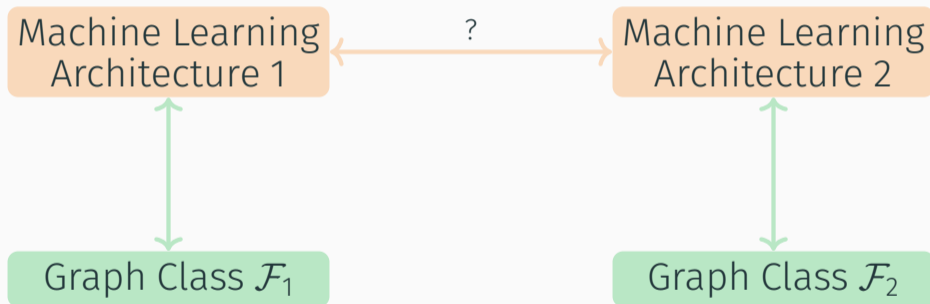 Machine Learning
Architecture 1
?
Machine Learning
Architecture 2
Graph Class 𝓕₁
Graph Class 𝓕₂